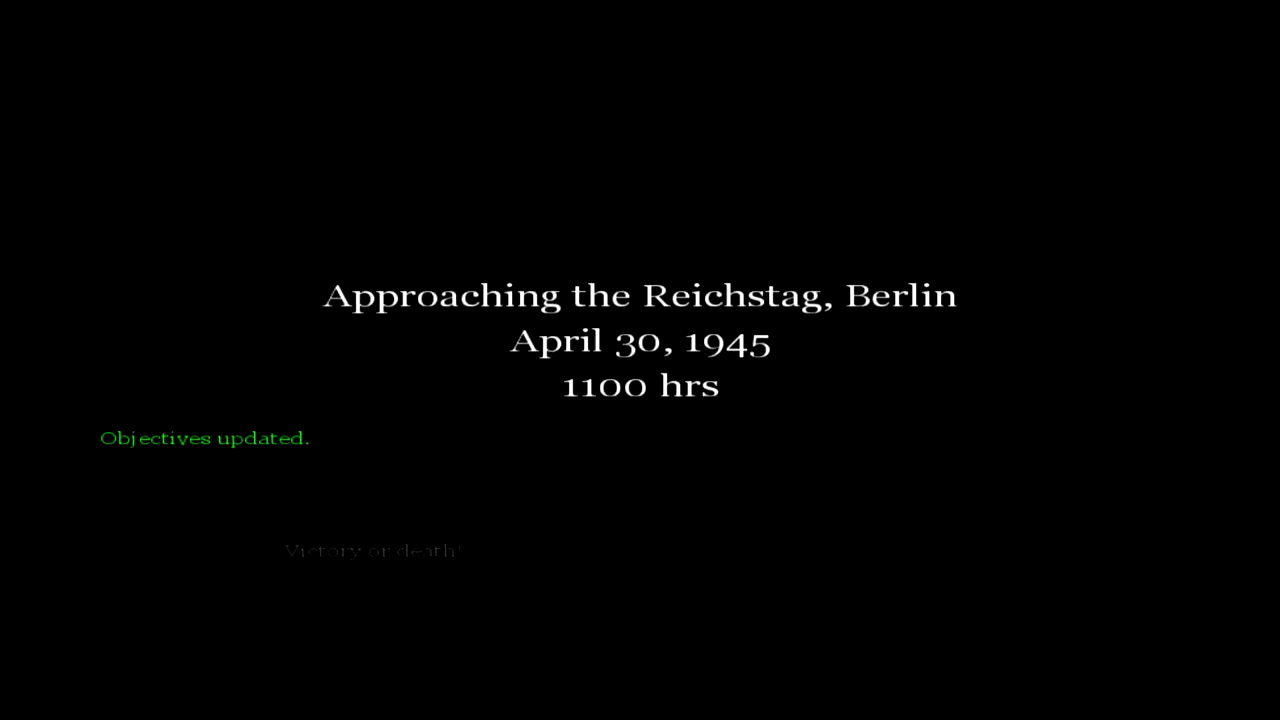 Approaching the Reichstag, Berlin
April 30, 1945
1100 hrs
Objectives updated.
Victory or death!